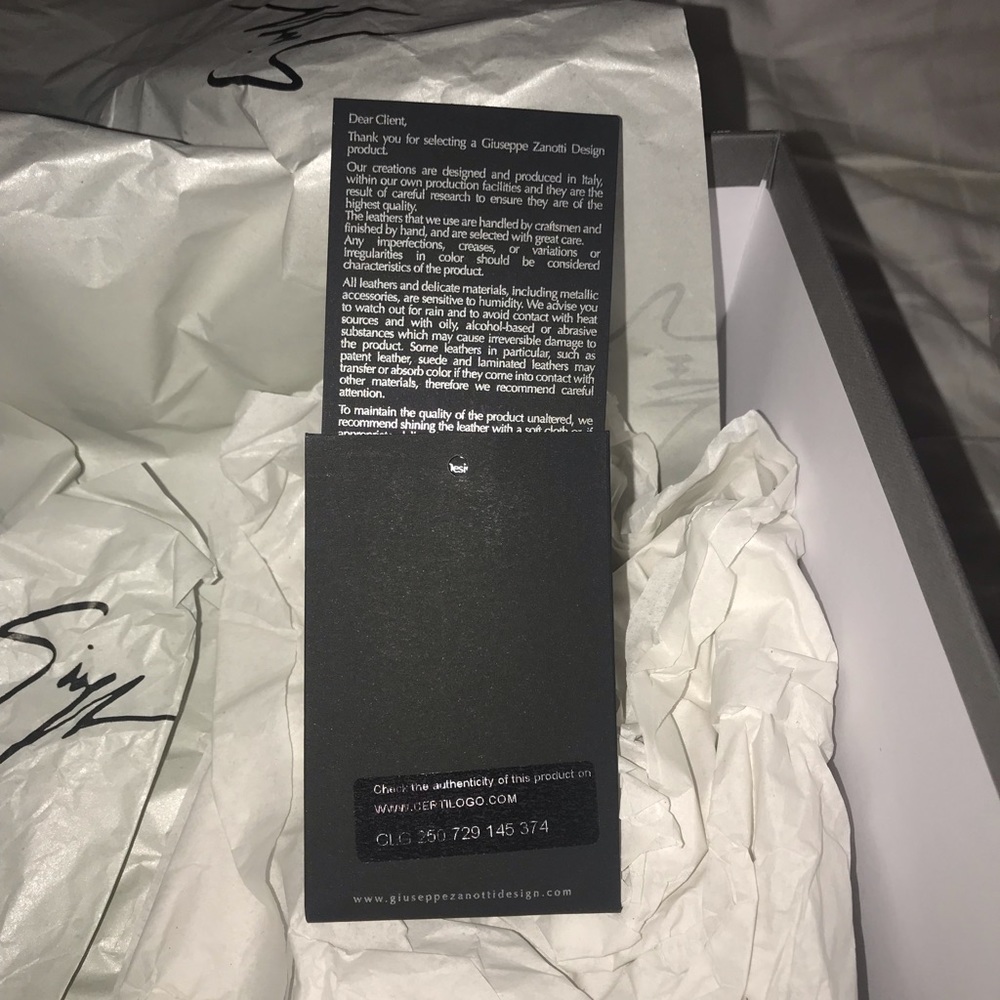 Dear Client,
Thank you for selecting a Giuseppe Zanotti Design
product.
Our creations are designed and produced in Italy,
within our own production facilities and they are the
result of careful research to ensure they are of the
highest quality.
The leathers that we use are handled by craftsmen and
finished by hand, and are selected with great care.
Any imperfections, creases, or variations or
irregularities in color should be considered
characteristics of the product.
All leathers and delicate materials, including metallic
accessories, are sensitive to humidity. We advise you
to watch out for rain and to avoid contact with heat
sources and with oily, alcohol-based or abrasive
substances which may cause irreversible damage to
the product. Some leathers in particular, such as
patent leather, suede and laminated leathers may
transfer or absorb color if they come into contact with
other materials, therefore we recommend careful
attention.
To maintain the quality of the product unaltered, we
recommend shining the leather with a soft cloth or, if
esi
Check the authenticity of this product on
WWW.CERTILOGO.COM
CLG 250 729 145 374
www.giuseppezanottidesign.com